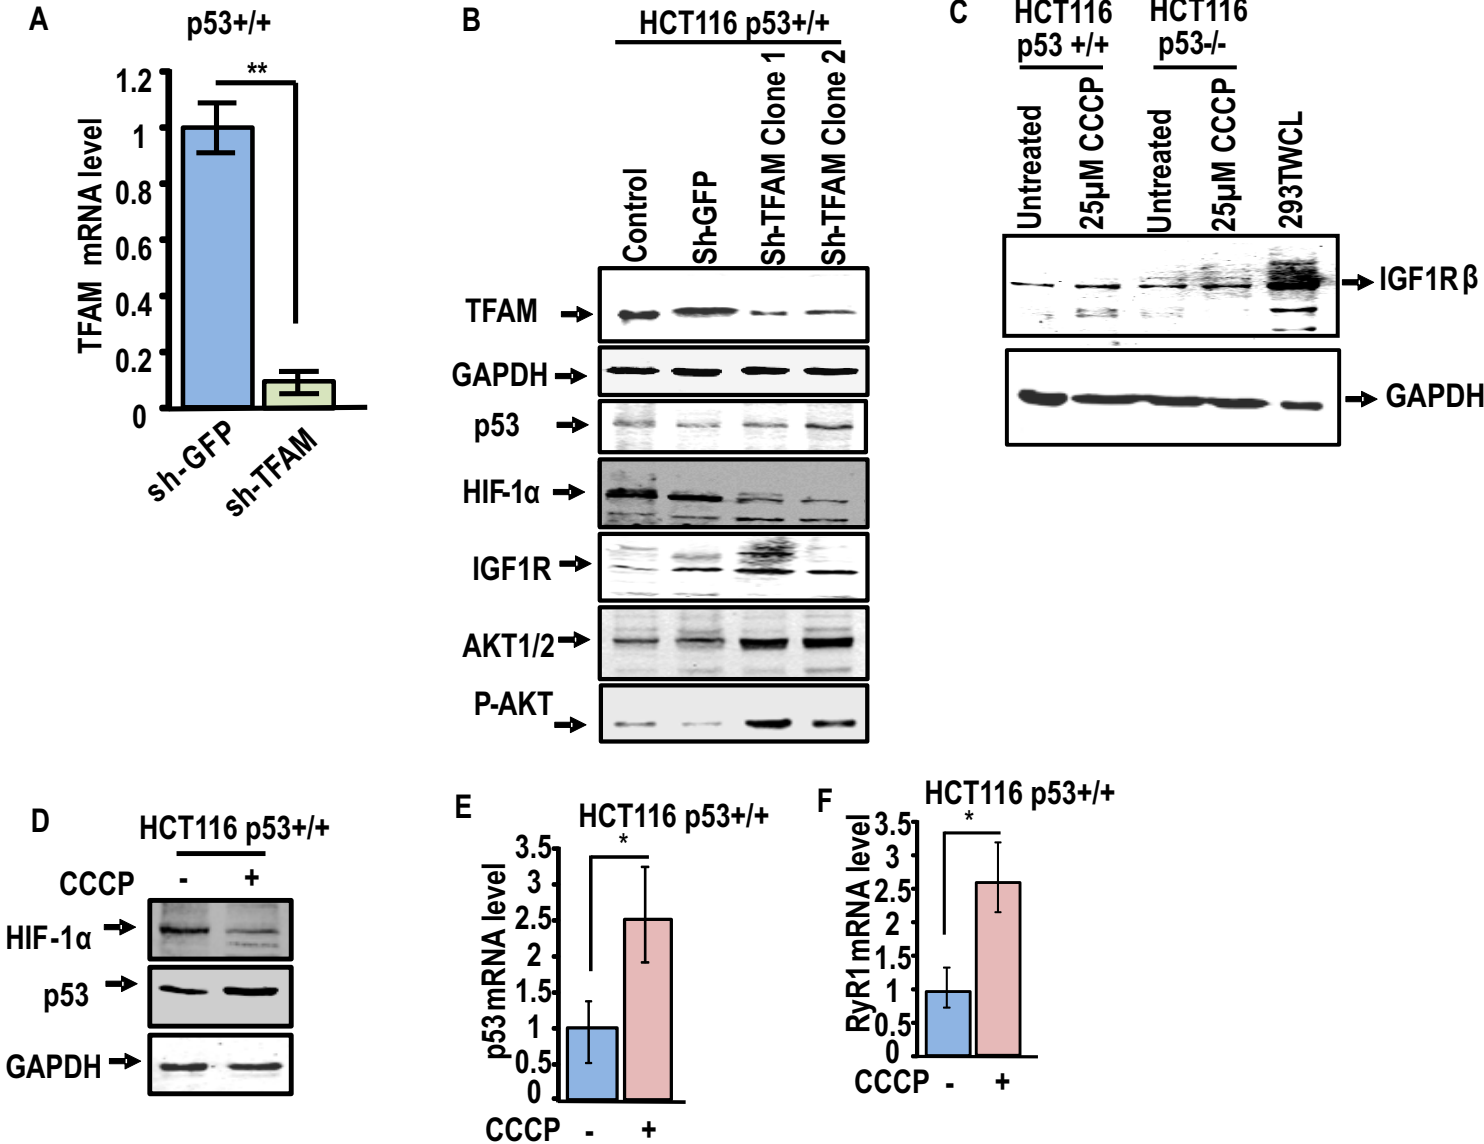 A
p53+/+
**
TFAM mRNA level
1.2
1
0.8
0.6
0.4
0.2
0
sh-GFP
sh-TFAM
B
HCT116 p53+/+
Control
Sh-GFP
Sh-TFAM Clone 1
Sh-TFAM Clone 2
TFAM
GAPDH
p53
HIF-1α
IGF1R
AKT1/2
P-AKT
C
HCT116
p53 +/+
HCT116
p53-/-
Untreated
25µM CCCP
Untreated
25µM CCCP
293TWCL
IGF1Rβ
GAPDH
D
HCT116 p53+/+
CCCP - +
HIF-1α
p53
GAPDH
E
HCT116 p53+/+
*
p53 mRNA level
3.5
3
2.5
2
1.5
1
0.5
0
CCCP - +
F
HCT116 p53+/+
*
RyR1 mRNA level
3.5
3
2.5
2
1.5
1
0.5
0
CCCP - +